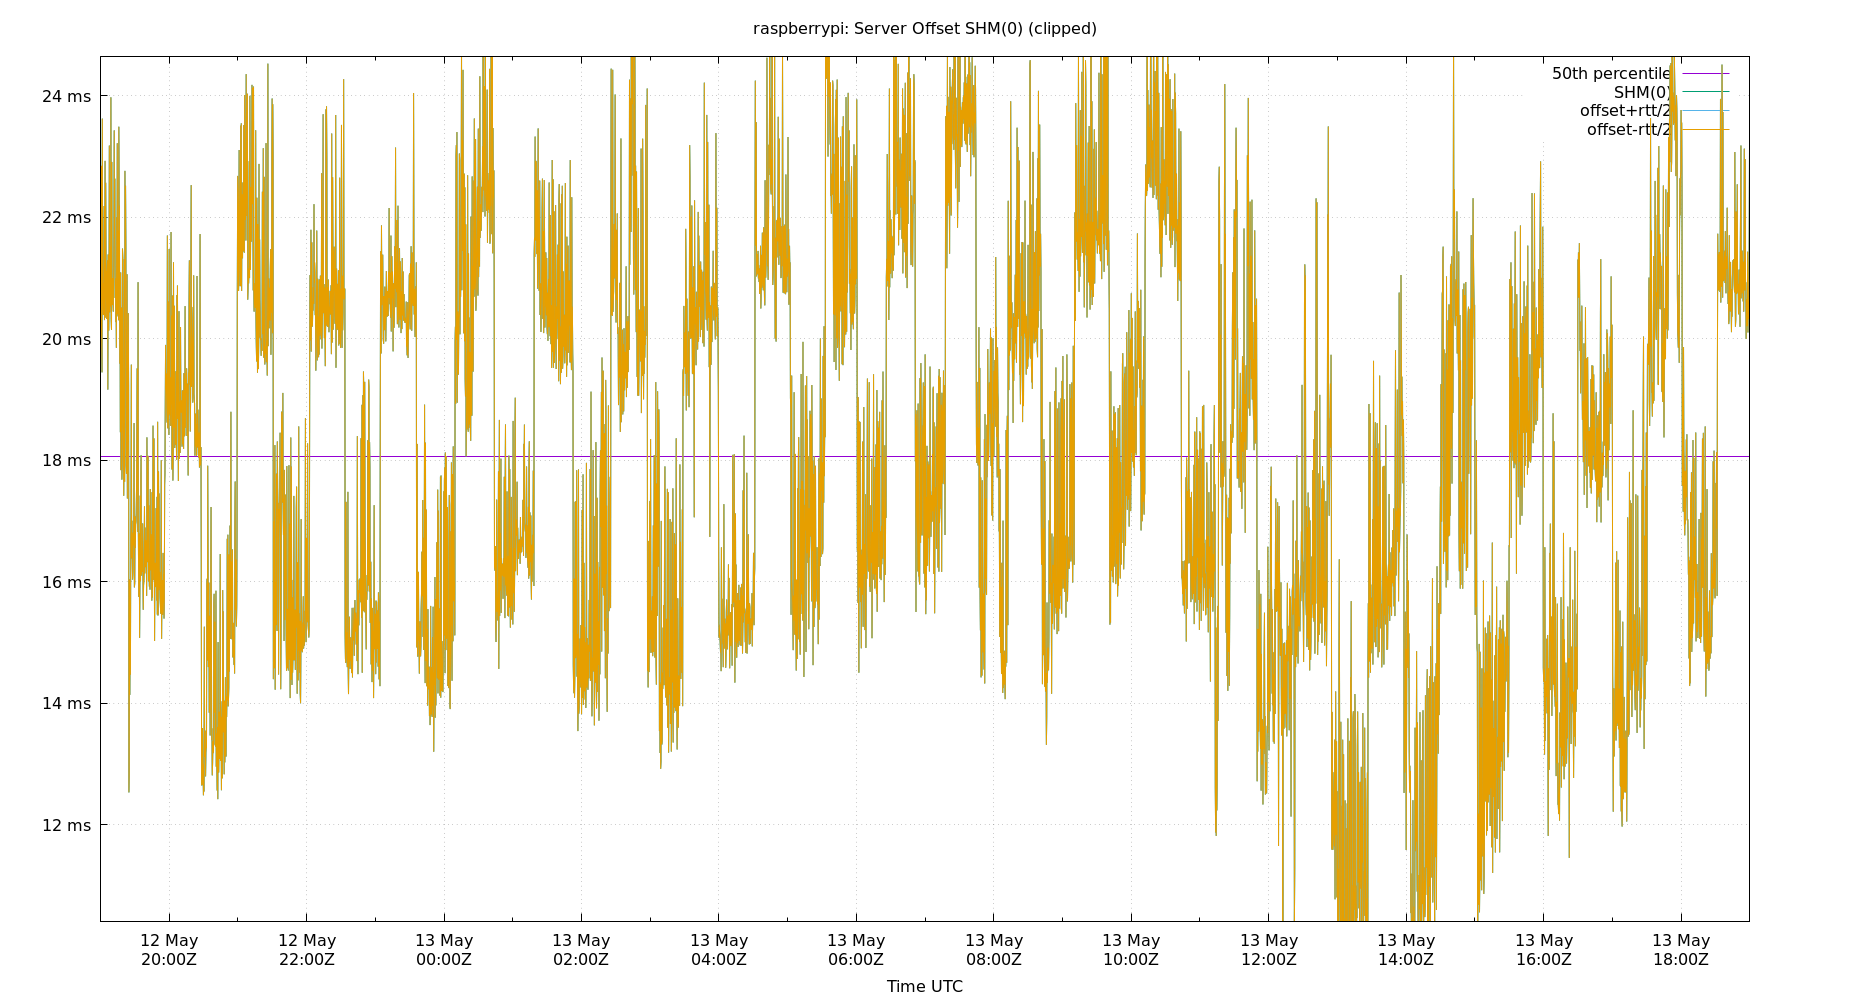 raspberrypi: Server Offset SHM(0) (clipped)
50th percentile
SHM(0)
offset+rtt/2
offset-rtt/2
24 ms
22 ms
20 ms
18 ms
16 ms
14 ms
12 ms
12 May 12 May 13 May 13 May 13 May 13 May 13 May 13 May 13 May 13 May 13 May 13 May
20:00Z 22:00Z 00:00Z 02:00Z 04:00Z 06:00Z 08:00Z 10:00Z 12:00Z 14:00Z 16:00Z 18:00Z
Time UTC